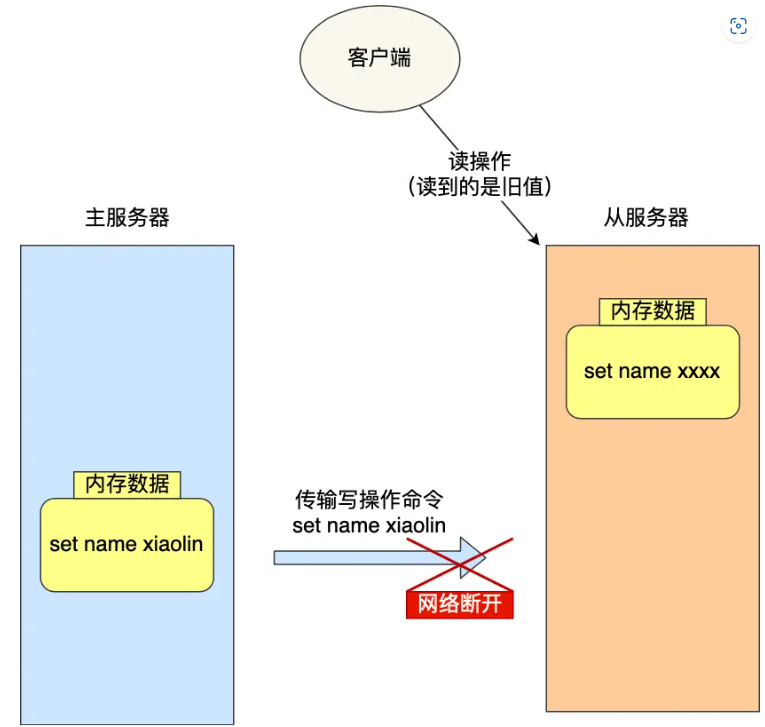 客户端
读操作
(读到的是旧值)
主服务器
从服务器
内存数据
set name xxxx
内存数据
set name xiaolin
传输写操作命令
set name xiaolin
网络断开